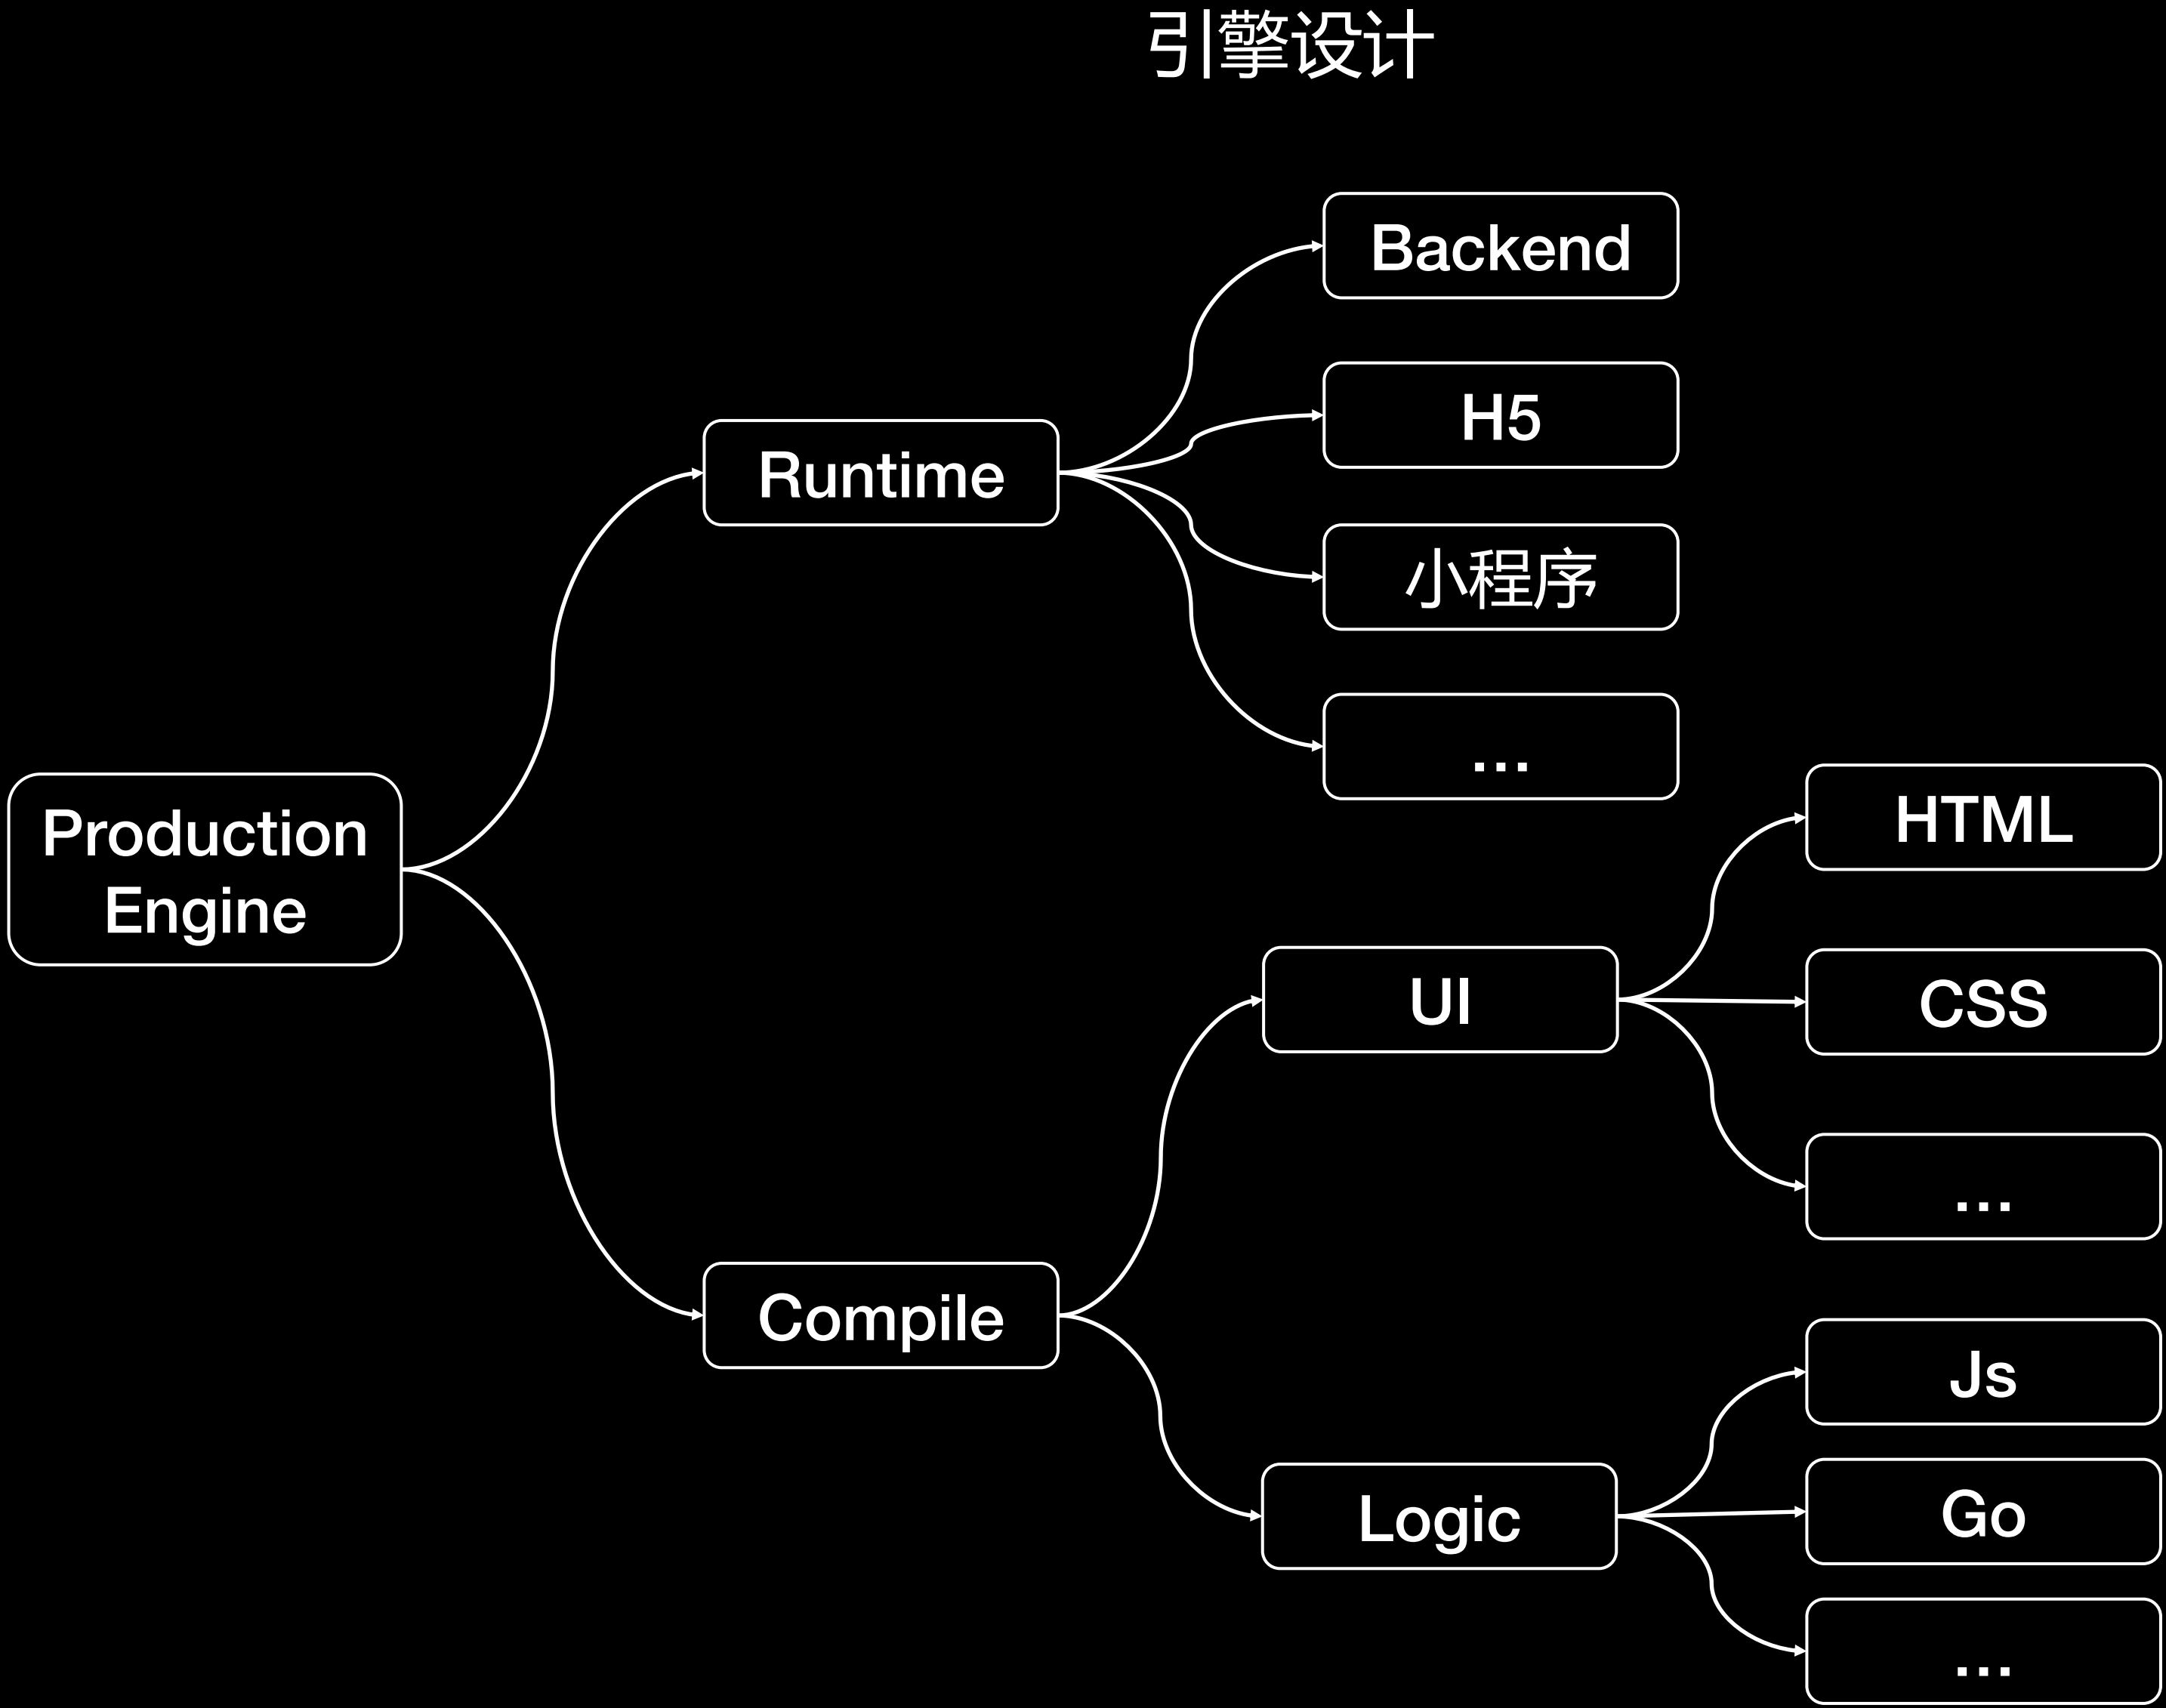 引擎设计
Backend
H5
Runtime
小程序
...
Production
Engine
HTML
UI
CSS
...
Compile
Js
Logic
Go
...